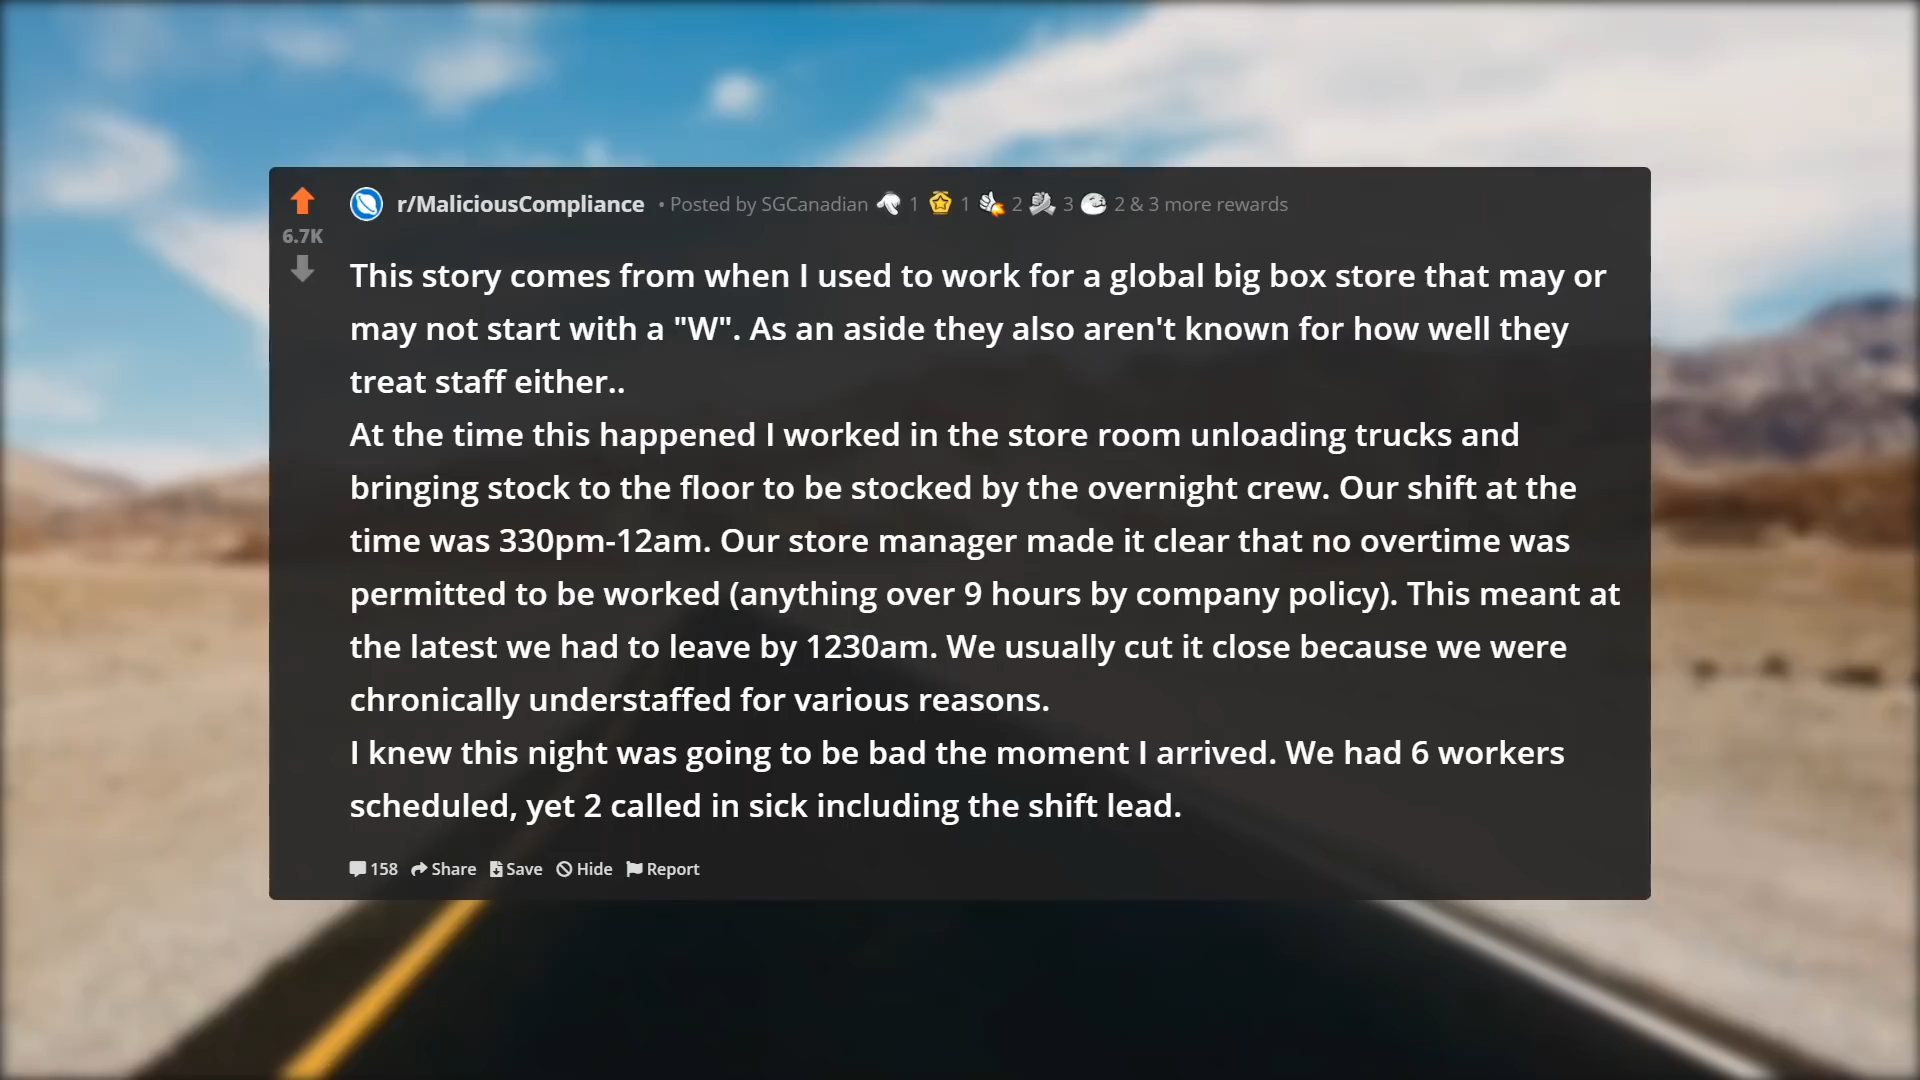 r/MaliciousCompliance • Posted by SGCanadian 1 1 2 3 2 & 3 more rewards
6.7K
This story comes from when I used to work for a global big box store that may or
may not start with a "W". As an aside they also aren't known for how well they
treat staff either..
At the time this happened I worked in the store room unloading trucks and
bringing stock to the floor to be stocked by the overnight crew. Our shift at the
time was 330pm-12am. Our store manager made it clear that no overtime was
permitted to be worked (anything over 9 hours by company policy). This meant at
the latest we had to leave by 1230am. We usually cut it close because we were
chronically understaffed for various reasons.
I knew this night was going to be bad the moment I arrived. We had 6 workers
scheduled, yet 2 called in sick including the shift lead.
158 Share Save Hide Report